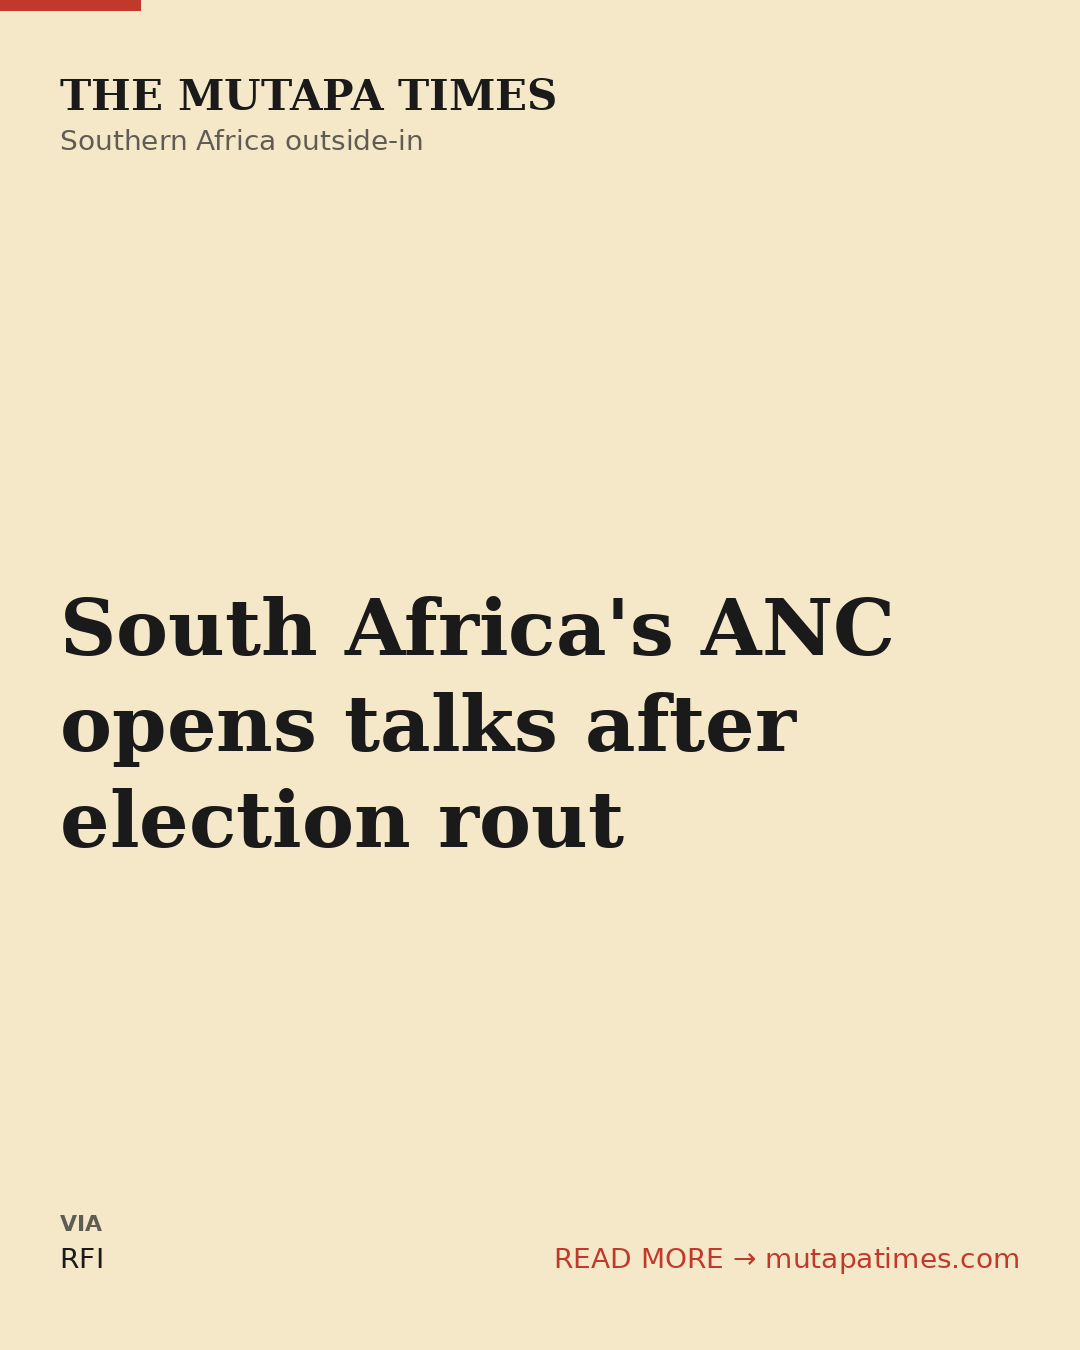 THE MUTAPA TIMES
Southern Africa outside-in
South Africa's ANC
opens talks after
election rout
VIA
RFI
READ MORE → mutapatimes.com